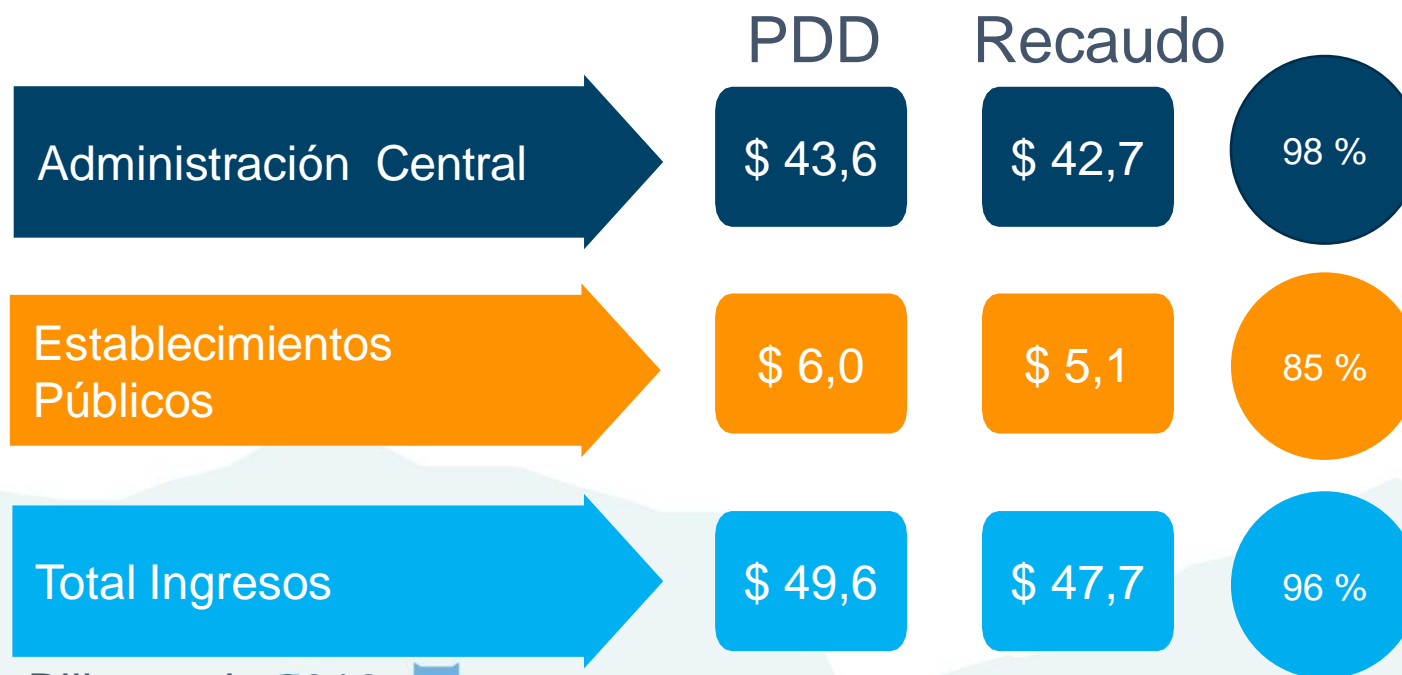 PDD Recaudo
Administración Central $ 43,6 $ 42,7 98 %
Establecimientos
Públicos $ 6,0 $ 5,1 85 %
Total Ingresos $ 49,6 $ 47,7 96 %